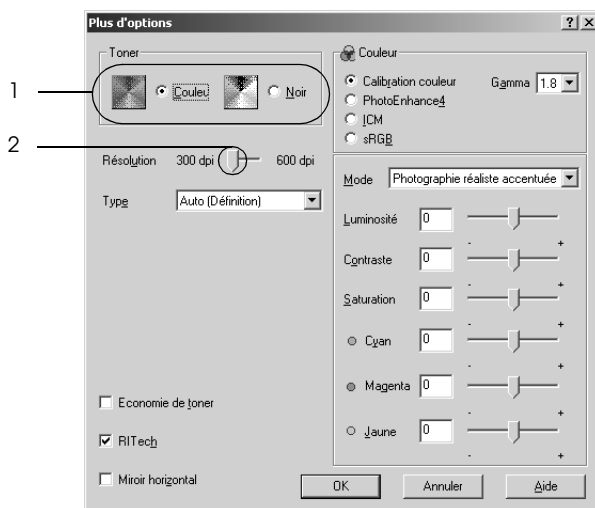 Plus d'options
Toner
1
Couleu
Noir
2
Résolution 300 dpi 600 dpi
Type Auto (Définition)
Economie de toner
RITech
Miroir horizontal
Couleur
Calibration couleur
Gamma 1.8
PhotoEnhance4
ICM
sRGB
Mode Photographie réaliste accentuée
Luminosité 0
- +
Contraste 0
- +
Saturation 0
- +
Cyan 0
- +
Magenta 0
- +
Jaune 0
- +
OK Annuler Aide